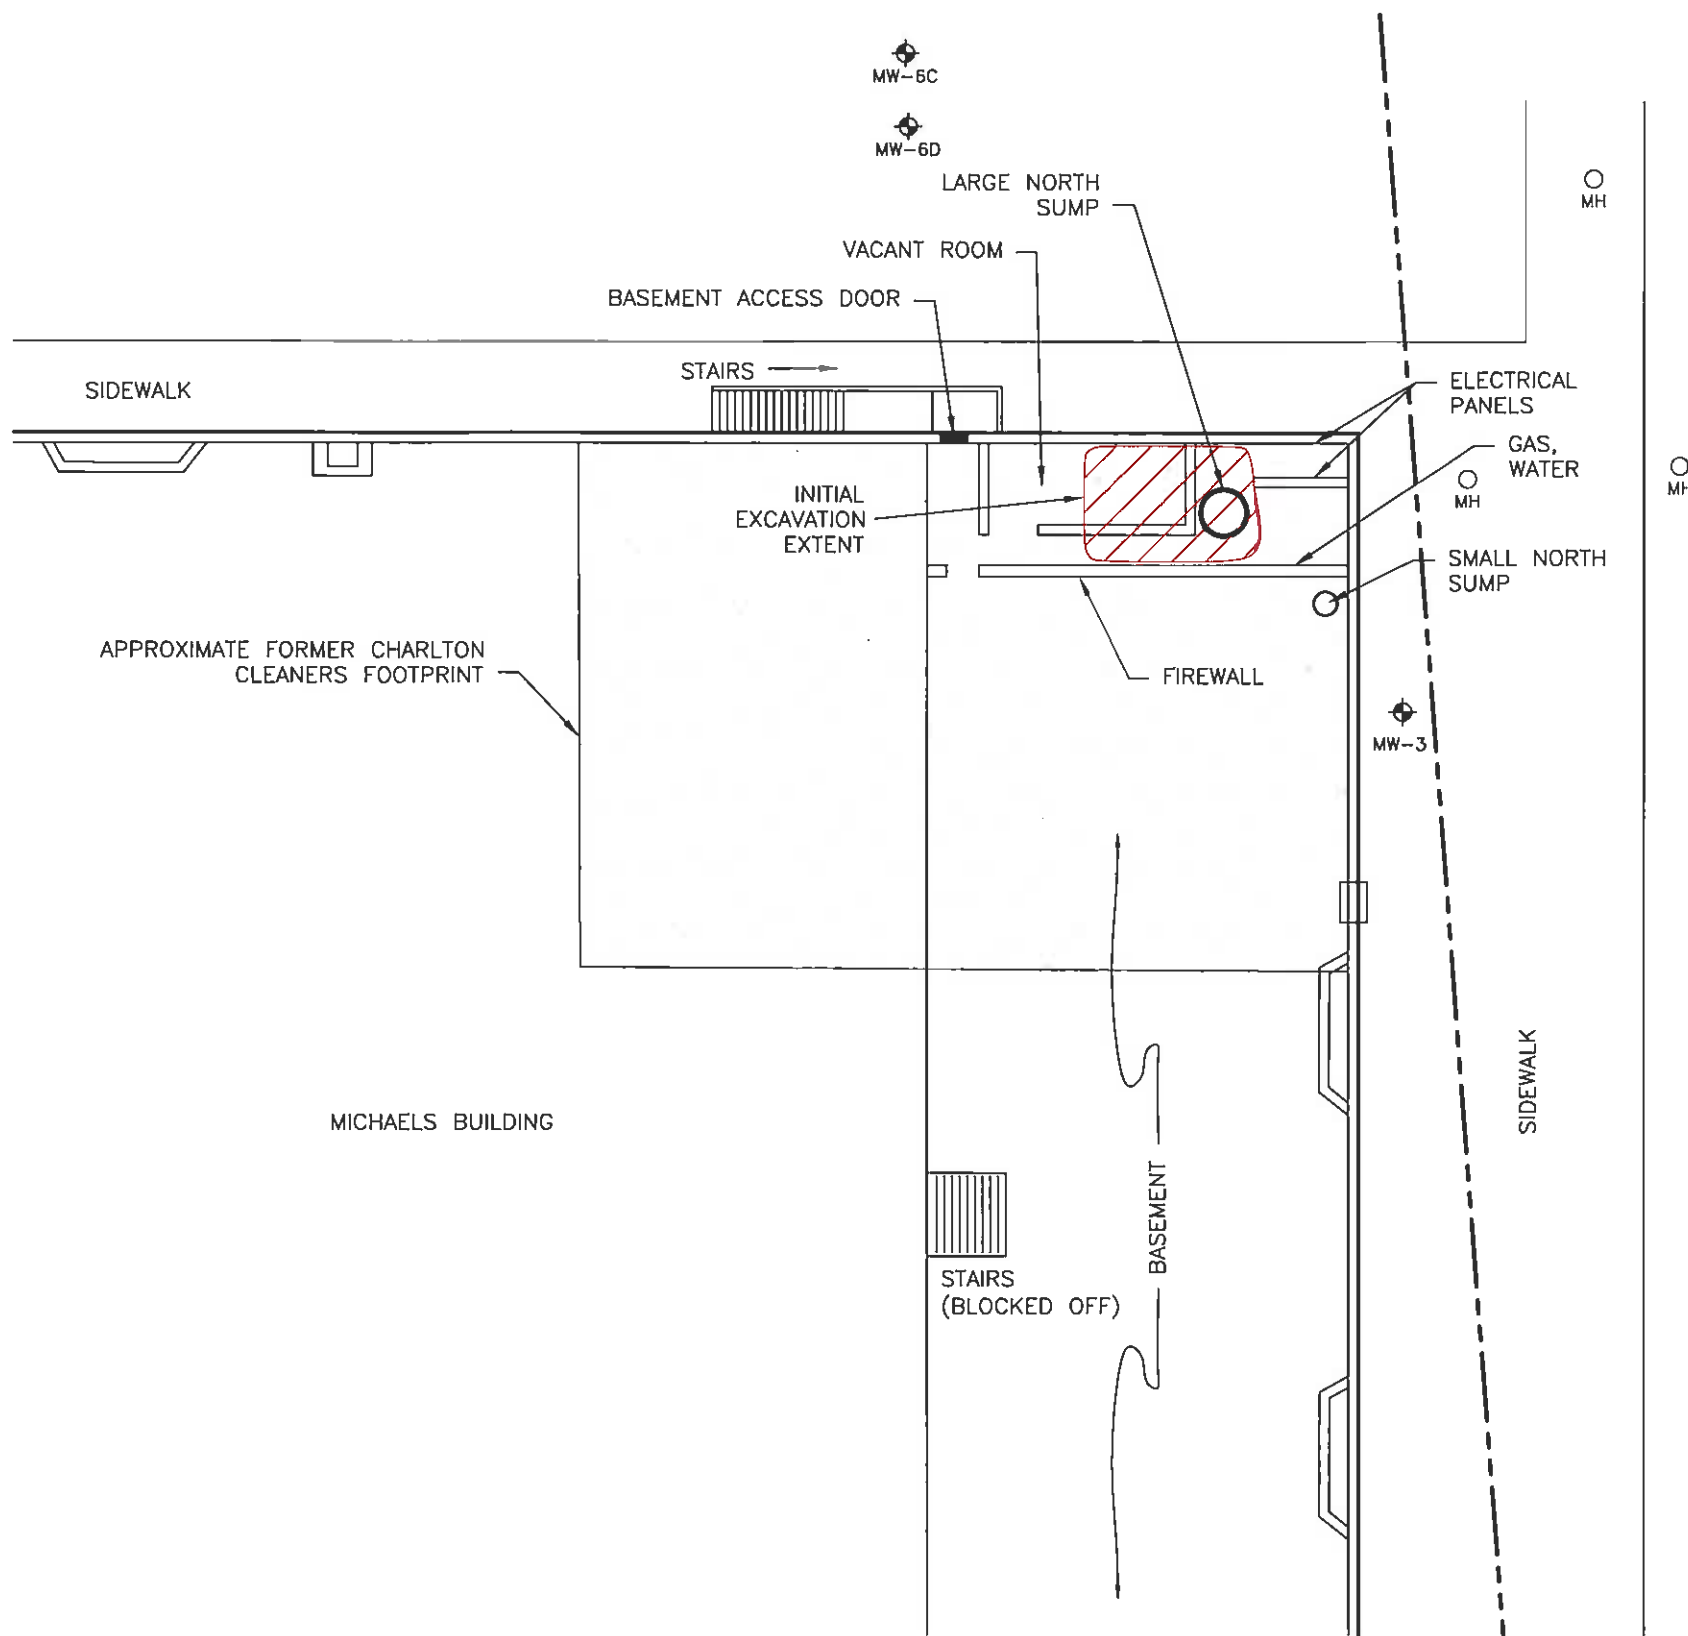 MW-6C
MW-6D
LARGE NORTH
SUMP
MH
VACANT ROOM
BASEMENT ACCESS DOOR
STAIRS
SIDEWALK
ELECTRICAL
PANELS
GAS,
WATER
MH
MH
INITIAL
EXCAVATION
EXTENT
SMALL NORTH
SUMP
APPROXIMATE FORMER CHARLTON
CLEANERS FOOTPRINT
FIREWALL
MW-3
SIDEWALK
MICHAELS BUILDING
BASEMENT
STAIRS
(BLOCKED OFF)